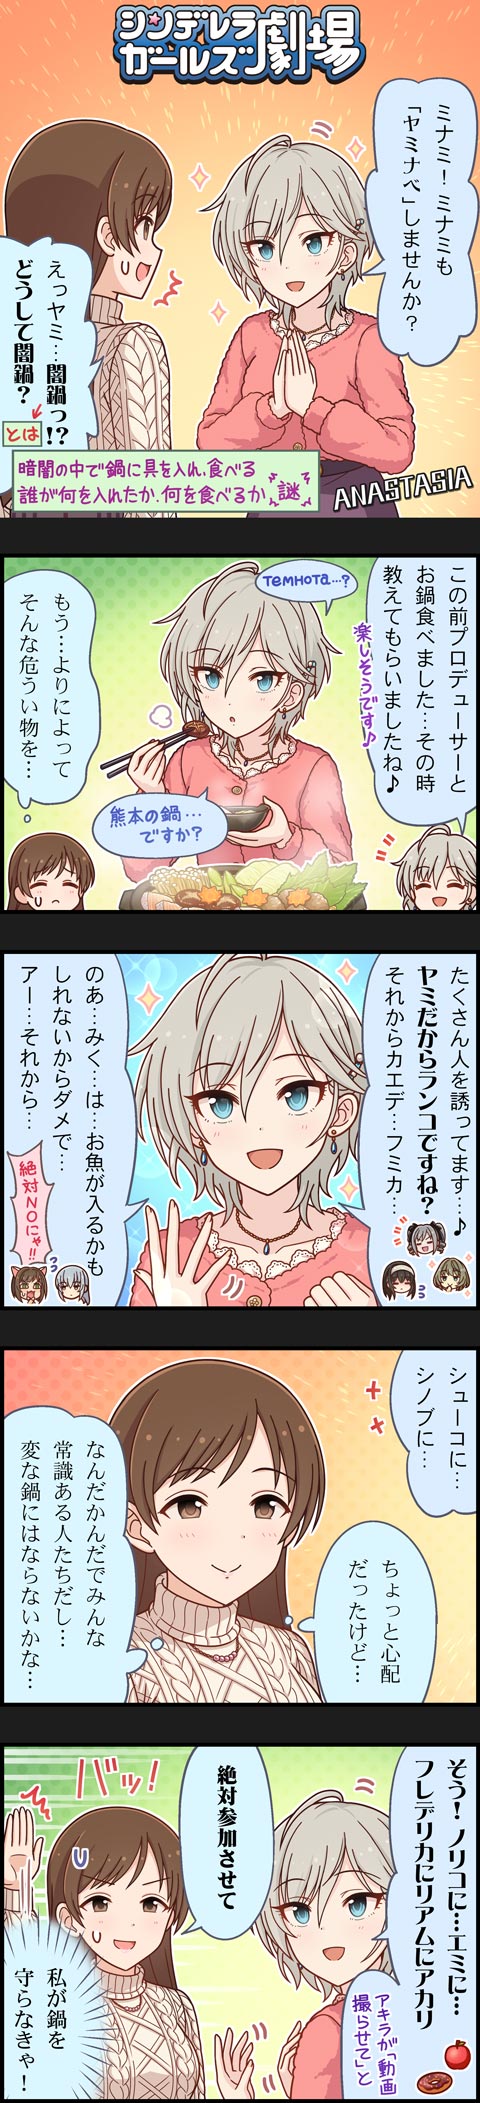 シンデレラ
ガールズ劇場
ミナミ！ミナミも
「ヤミナベ」しませんか？
えっヤミ…闇鍋っ!?
どうして闇鍋？
とは
暗闇の中で鍋に具を入れ、食べる
誰が何を入れたか、何を食べるか謎
ANASTASIA
この前プロデューサーと
お鍋食べました…その時
教えてもらいましたね♪
楽しそうです♪
темнота…?
もう…よりによって
そんな危うい物を…
熊本の鍋…
ですか？
たくさん人を誘ってます…♪
ヤミだからランコですね？
それからカエデ…フミカ…
のあ…みく…は…お魚が入るかも
しれないからダメで…
アー…それから…
絶対NOにゃ!!
シューコに…
シノブに…
ちょっと心配
だったけど…
なんだかんだでみんな
常識ある人たちだし…
変な鍋にはならないかな…
そう！ノリコに…エミに…
フレデリカにリアムにアカリ
アキラが「動画
撮らせて」と
絶対参加させて
バッ！
私が鍋を
守らなきゃ！